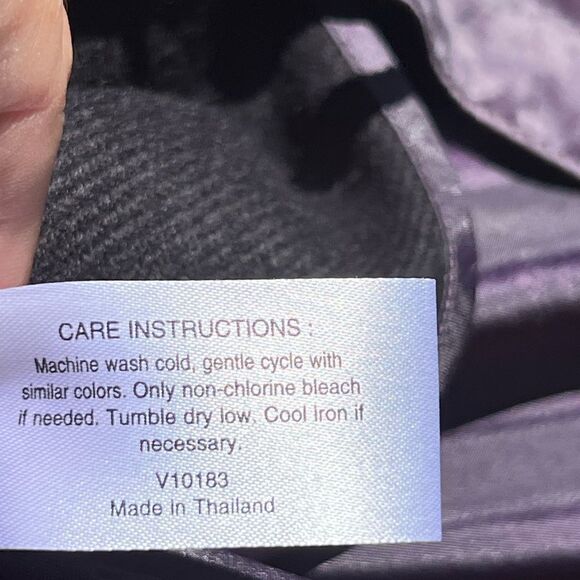 CARE INSTRUCTIONS :
Machine wash cold, gentle cycle with
similar colors. Only non-chlorine bleach
if needed. Tumble dry low. Cool iron if
necessary.
V10183
Made in Thailand